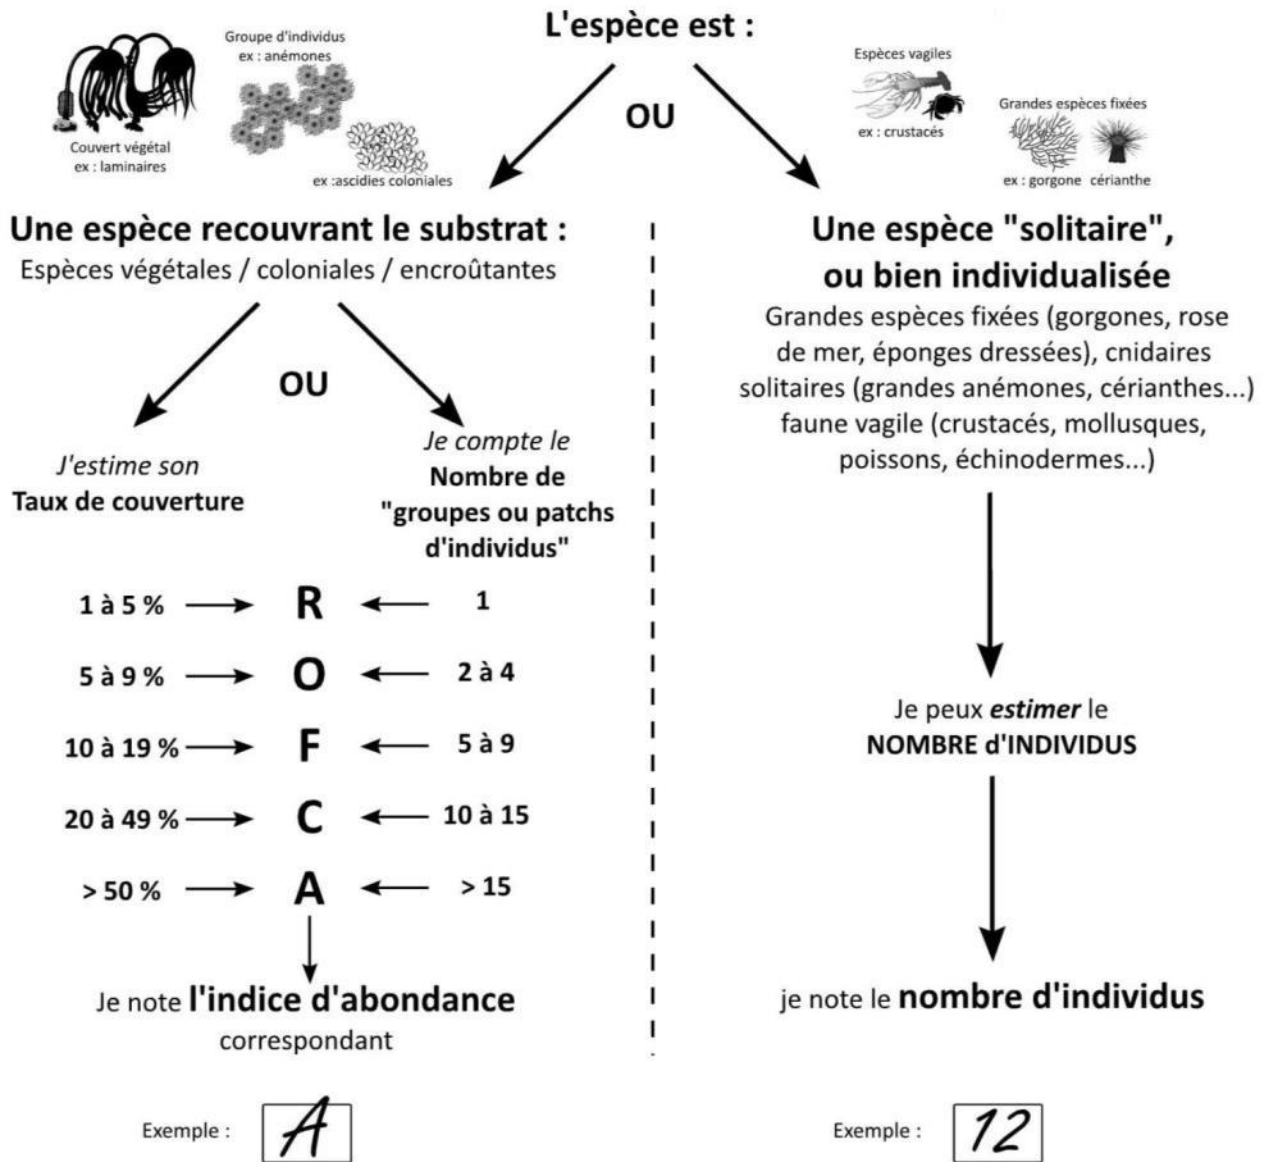 L'espèce est :
Groupe d'individus
ex : anémones
Couvert végétal
ex : laminaires
ex :ascidies coloniales
OU
Espèces vagiles
ex : crustacés
Grandes espèces fixées
ex : gorgone cérianthe
Une espèce recouvrant le substrat :
Espèces végétales / coloniales / encroûtantes
OU
J'estime son
Taux de couverture
Je compte le
Nombre de
"groupes ou patchs
d'individus"
1 à 5 % R 1
5 à 9 % O 2 à 4
10 à 19 % F 5 à 9
20 à 49 % C 10 à 15
> 50 % A > 15
Je note l'indice d'abondance
correspondant
Exemple : A
Une espèce "solitaire",
ou bien individualisée
Grandes espèces fixées (gorgones, rose
de mer, éponges dressées), cnidaires
solitaires (grandes anémones, cérianthes...)
faune vagile (crustacés, mollusques,
poissons, échinodermes...)
Je peux estimer le
NOMBRE d'INDIVIDUS
je note le nombre d'individus
Exemple : 12